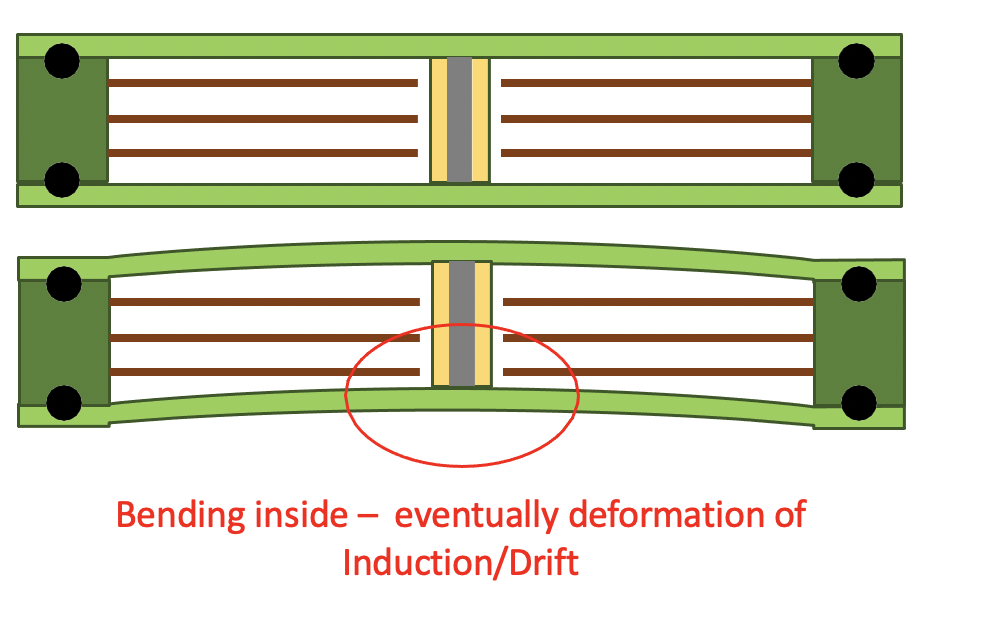 Bending inside –  eventually deformation of
Induction/Drift